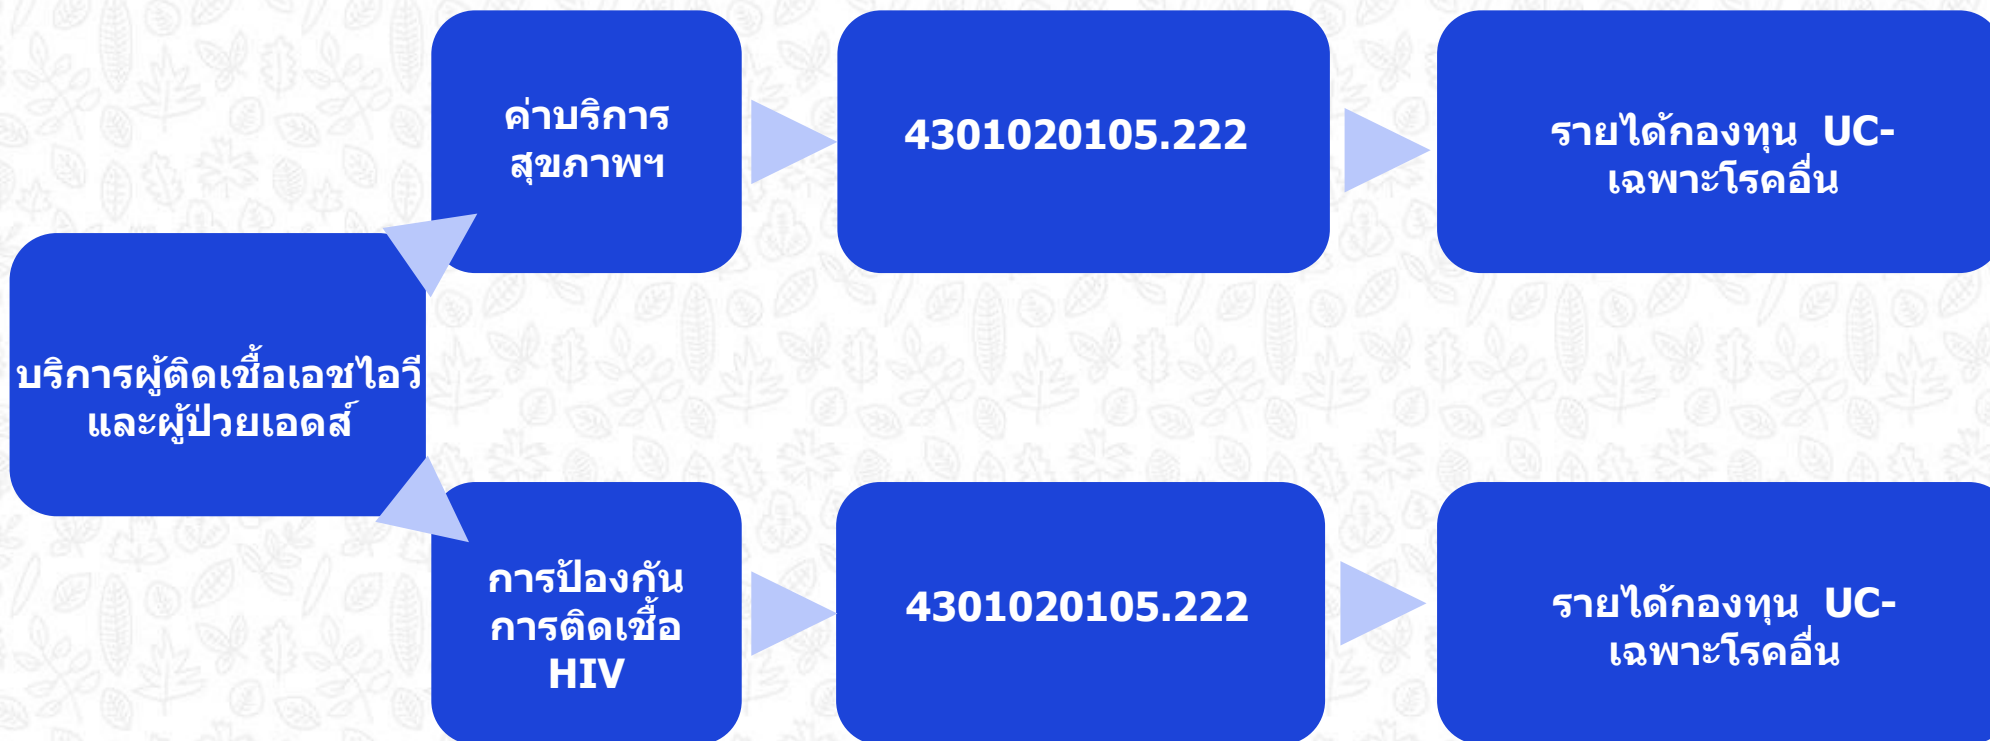 ค่าบริการ
สุขภาพฯ
4301020105.222
รายได้กองทุน UC-
เฉพาะโรคอื่น
บริการผู้ติดเชื้อเอชไอวี
และผู้ป่วยเอดส์
การป้องกัน
การติดเชื้อ
HIV
4301020105.222
รายได้กองทุน UC-
เฉพาะโรคอื่น